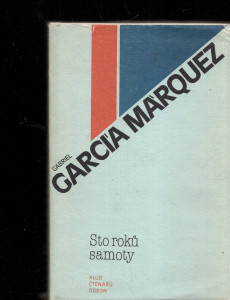 GABRIEL
GARCÍA MÁRQUEZ
Sto roků
samoty
KLUB
ČTENÁŘŮ
ODEON